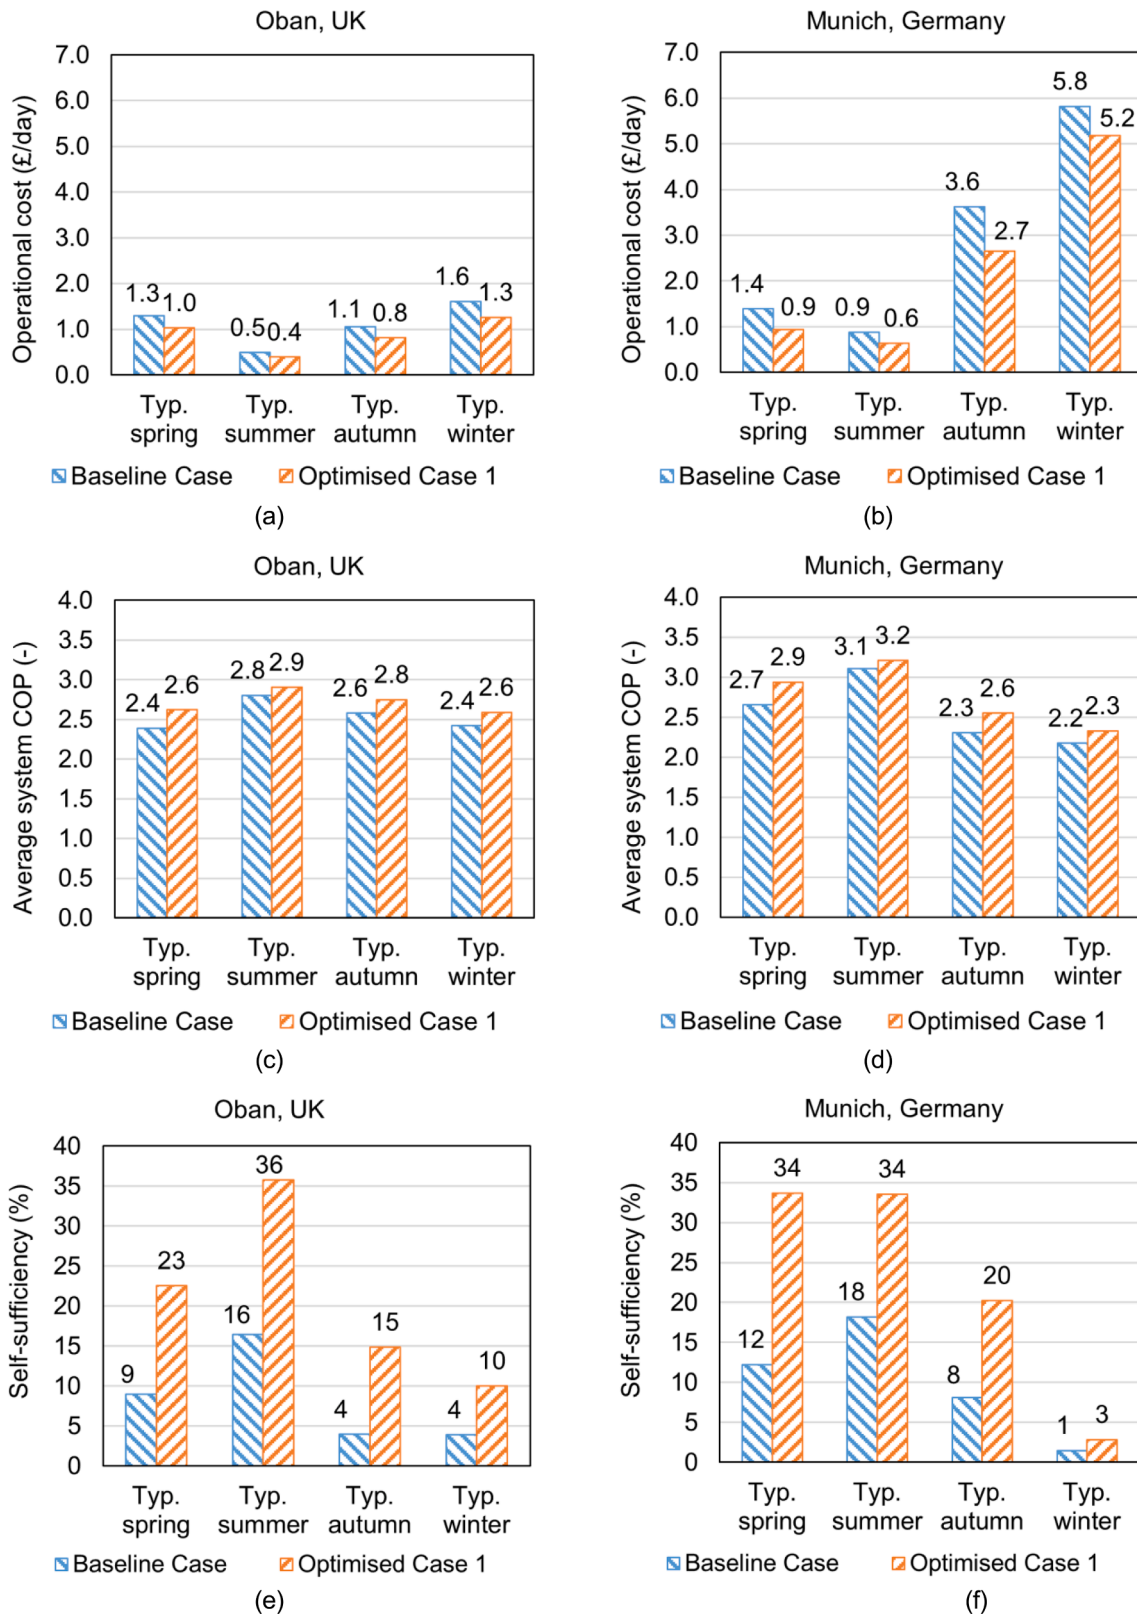 Oban, UK
Operational cost (£/day)
7.0
6.0
5.0
4.0
3.0
2.0
1.0
0.0
1.3
1.0
0.5
0.4
1.1
0.8
1.6
1.3
Typ. spring
Typ. summer
Typ. autumn
Typ. winter
Baseline Case
Optimised Case 1
(a)
Munich, Germany
Operational cost (£/day)
7.0
6.0
5.0
4.0
3.0
2.0
1.0
0.0
1.4
0.9
0.9
0.6
3.6
2.7
5.8
5.2
Typ. spring
Typ. summer
Typ. autumn
Typ. winter
Baseline Case
Optimised Case 1
(b)
Oban, UK
Average system COP (-)
4.0
3.5
3.0
2.5
2.0
1.5
1.0
0.5
0.0
2.4
2.6
2.8
2.9
2.6
2.8
2.4
2.6
Typ. spring
Typ. summer
Typ. autumn
Typ. winter
Baseline Case
Optimised Case 1
(c)
Munich, Germany
Average system COP (-)
4.0
3.5
3.0
2.5
2.0
1.5
1.0
0.5
0.0
2.7
2.9
3.1
3.2
2.3
2.6
2.2
2.3
Typ. spring
Typ. summer
Typ. autumn
Typ. winter
Baseline Case
Optimised Case 1
(d)
Oban, UK
Self-sufficiency (%)
40
35
30
25
20
15
10
5
0
9
23
16
36
4
15
4
10
Typ. spring
Typ. summer
Typ. autumn
Typ. winter
Baseline Case
Optimised Case 1
(e)
Munich, Germany
Self-sufficiency (%)
40
35
30
25
20
15
10
5
0
12
34
18
34
8
20
1
3
Typ. spring
Typ. summer
Typ. autumn
Typ. winter
Baseline Case
Optimised Case 1
(f)